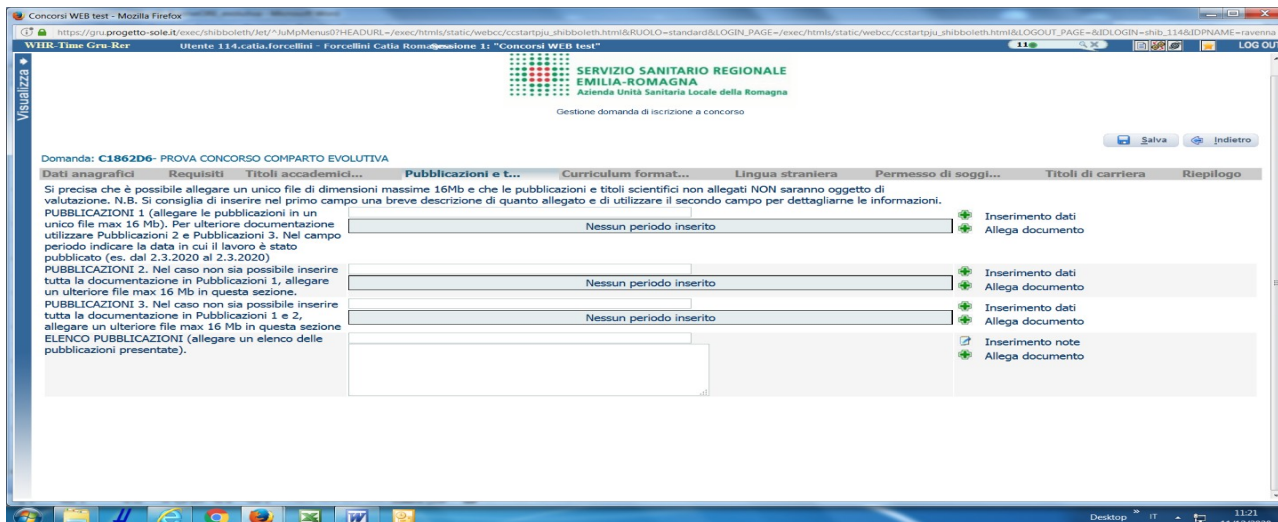 Concorsi WEB test - Mozilla Firefox
https://gru.progetto-sole.it/exec/shibboleth/Jet/^JuMpMenus0?HEADURL=/exec/htmls/static/webcc/ccstartpju_shibboleth.html&RUOLO=standard&LOGIN_PAGE=/exec/htmls/static/webcc/ccstartpju_shibboleth.html&LOGOUT_PAGE=&IDLOGIN=shib_114&IDPNAME=ravenna
WHR-Time Gru-Rer Utente 114.catia.forcellini - Forcellini Catia Sessione 1: "Concorsi WEB test" 11 LOG OUT
Visualizza
SERVIZIO SANITARIO REGIONALE
EMILIA-ROMAGNA
Azienda Unità Sanitaria Locale della Romagna
Gestione domanda di iscrizione a concorso
Salva Indietro
Domanda: C1862D6- PROVA CONCORSO COMPARTO EVOLUTIVA
Dati anagrafici Requisiti Titoli accademici... Pubblicazioni e t... Curriculum format... Lingua straniera Permesso di soggi... Titoli di carriera Riepilogo
Si precisa che è possibile allegare un unico file di dimensioni massime 16Mb e che le pubblicazioni e titoli scientifici non allegati NON saranno oggetto di
valutazione. N.B. Si consiglia di inserire nel primo campo una breve descrizione di quanto allegato e di utilizzare il secondo campo per dettagliarne le informazioni.
PUBBLICAZIONI 1 (allegare le pubblicazioni in un
unico file max 16 Mb). Per ulteriore documentazione
utilizzare Pubblicazioni 2 e Pubblicazioni 3. Nel campo
periodo indicare la data in cui il lavoro è stato
pubblicato (es. dal 2.3.2020 al 2.3.2020)
Nessun periodo inserito
Inserimento dati
Allega documento
PUBBLICAZIONI 2. Nel caso non sia possibile inserire
tutta la documentazione in Pubblicazioni 1, allegare
un ulteriore file max 16 Mb in questa sezione.
Nessun periodo inserito
Inserimento dati
Allega documento
PUBBLICAZIONI 3. Nel caso non sia possibile inserire
tutta la documentazione in Pubblicazioni 1 e 2,
allegare un ulteriore file max 16 Mb in questa sezione
Nessun periodo inserito
Inserimento dati
Allega documento
ELENCO PUBBLICAZIONI (allegare un elenco delle
pubblicazioni presentate).
Inserimento note
Allega documento
Desktop IT 11:21